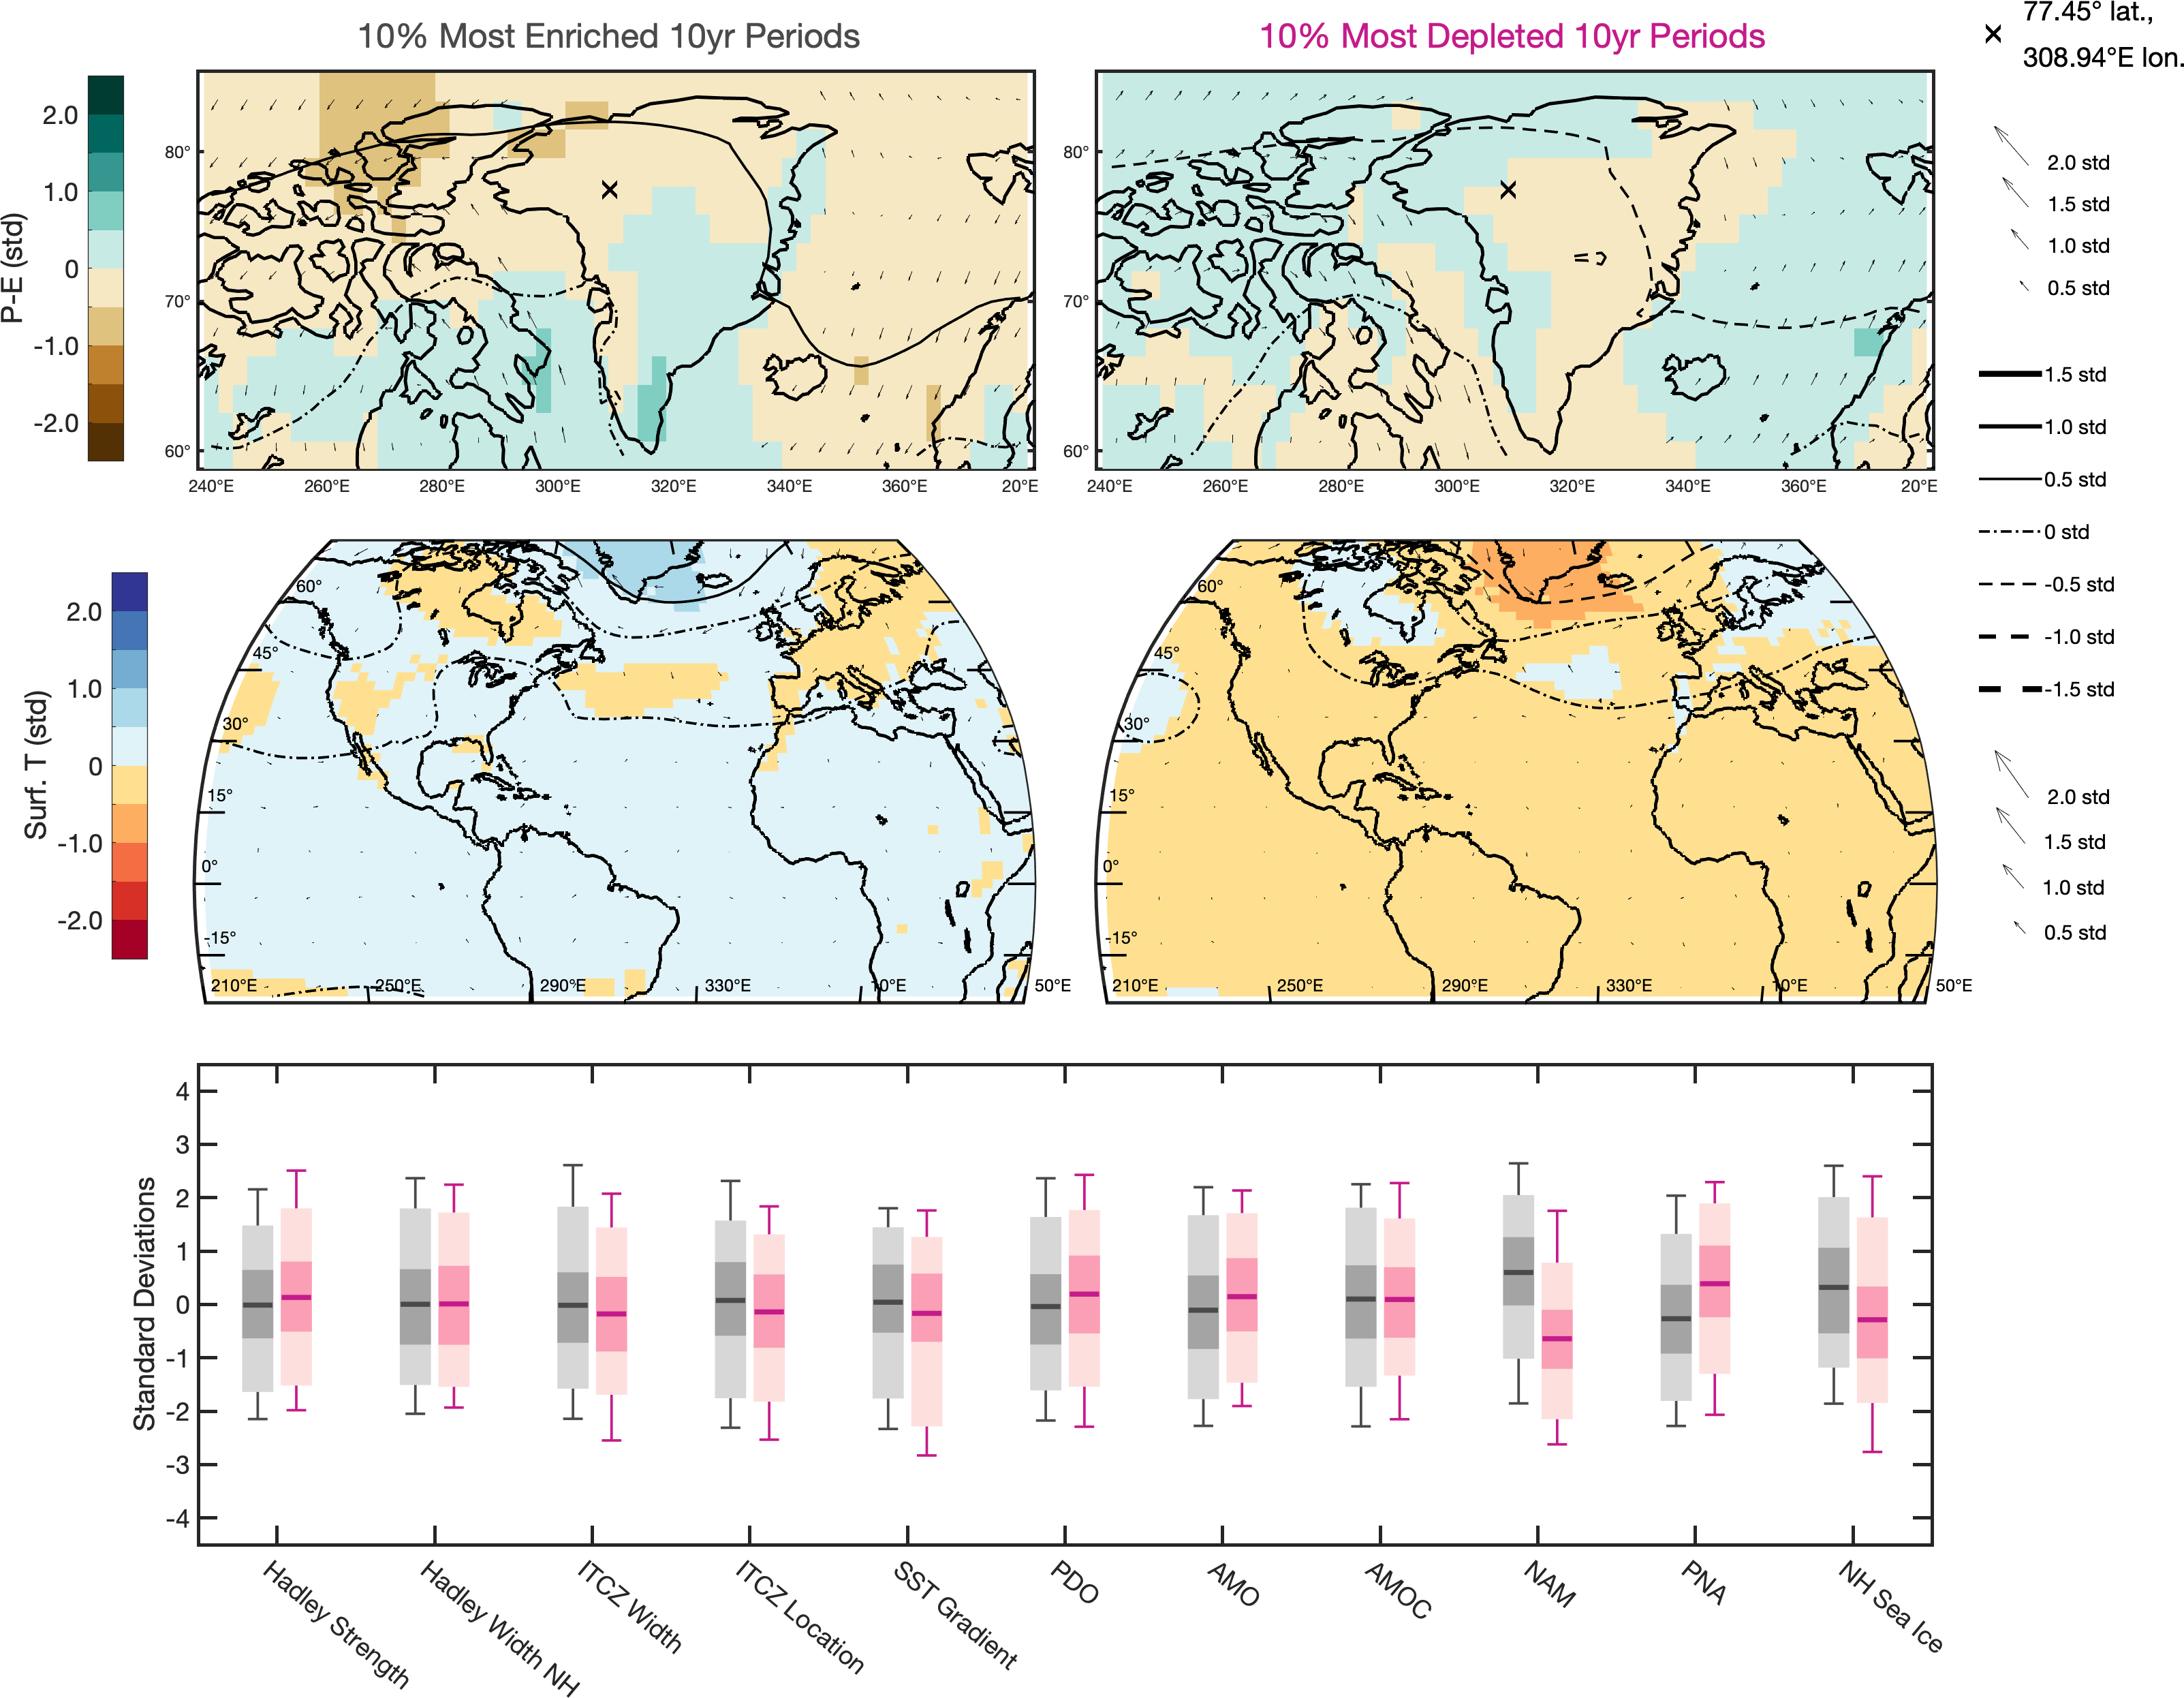 10% Most Enriched 10yr Periods
10% Most Depleted 10yr Periods
77.45° lat.,
308.94°E lon.
P-E (std)
2.0
1.0
0
-1.0
-2.0
80°
70°
60°
240°E 260°E 280°E 300°E 320°E 340°E 360°E 20°E
80°
70°
60°
240°E 260°E 280°E 300°E 320°E 340°E 360°E 20°E
2.0 std
1.5 std
1.0 std
0.5 std
1.5 std
1.0 std
0.5 std
0 std
-0.5 std
-1.0 std
-1.5 std
Surf. T (std)
2.0
1.0
0
-1.0
-2.0
60°
45°
30°
15°
0°
-15°
210°E 250°E 290°E 330°E 10°E 50°E
60°
45°
30°
15°
0°
-15°
210°E 250°E 290°E 330°E 10°E 50°E
2.0 std
1.5 std
1.0 std
0.5 std
Standard Deviations
4
3
2
1
0
-1
-2
-3
-4
Hadley Strength
Hadley Width NH
ITCZ Width
ITCZ Location
SST Gradient
PDO
AMO
AMOC
NAM
PNA
NH Sea Ice